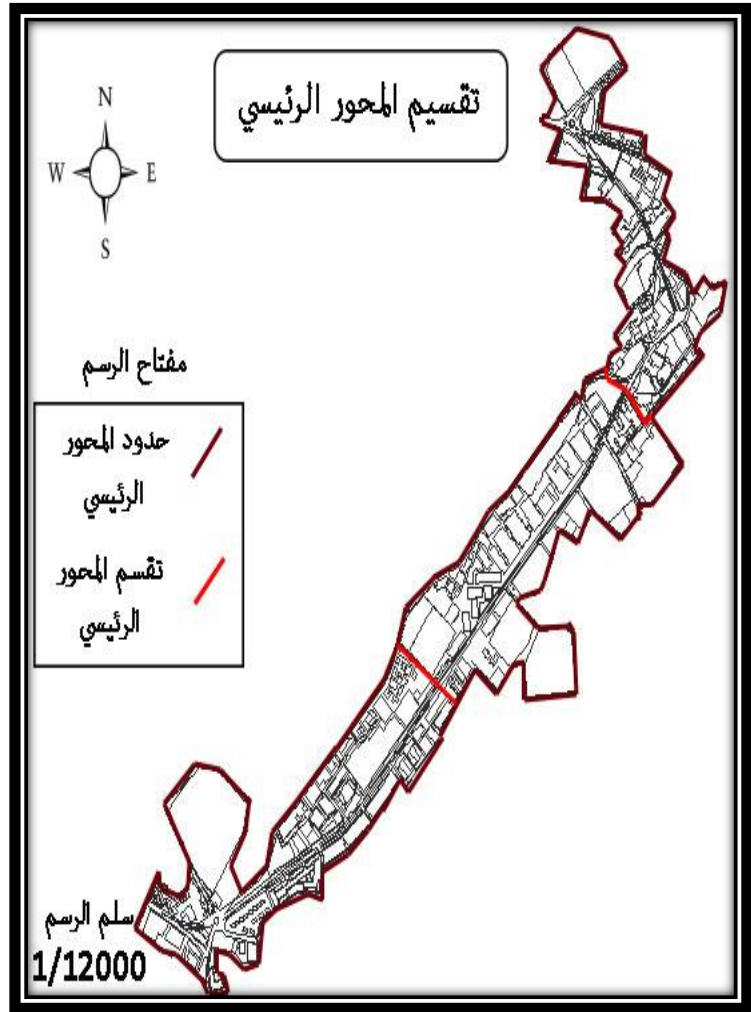 تقسيم المحور الرئيسي
N
W E
S
مفتاح الرسم
حدود المحور
الرئيسي
تقسم المحور
الرئيسي
سلم الرسم
1/12000